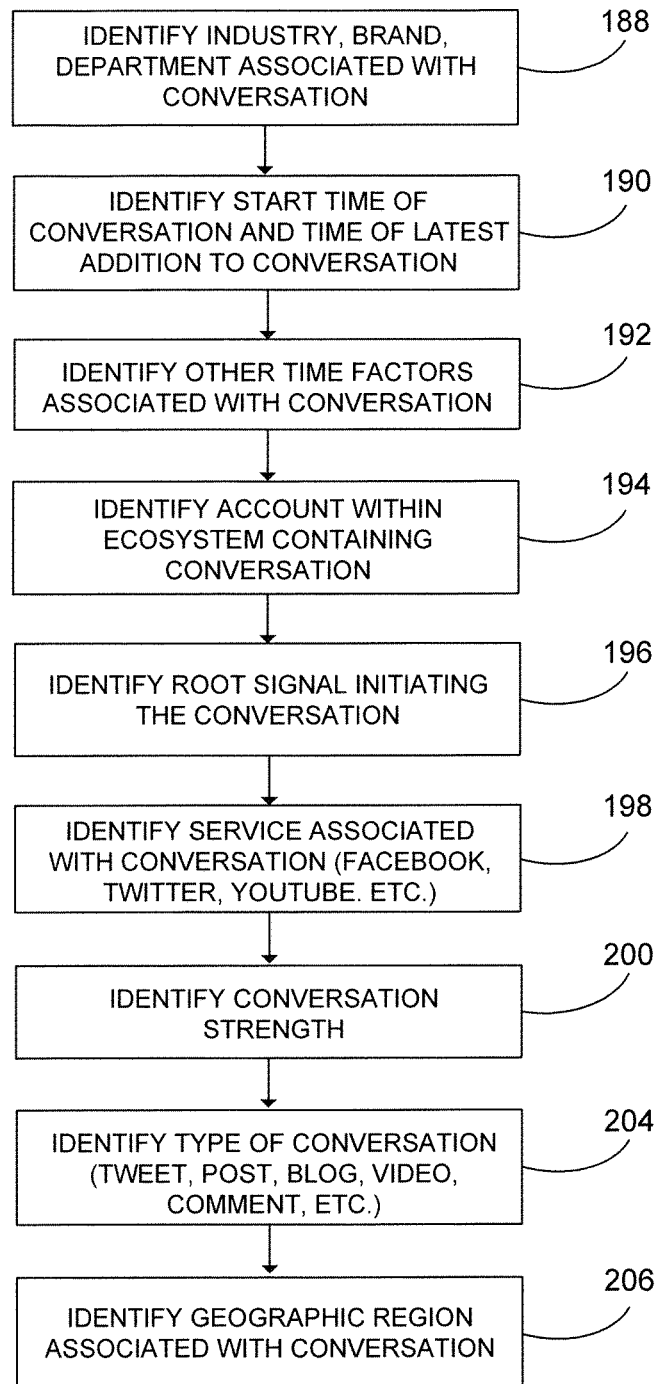 IDENTIFY INDUSTRY, BRAND,
DEPARTMENT ASSOCIATED WITH
CONVERSATION
188
IDENTIFY START TIME OF
CONVERSATION AND TIME OF LATEST
ADDITION TO CONVERSATION
190
IDENTIFY OTHER TIME FACTORS
ASSOCIATED WITH CONVERSATION
192
IDENTIFY ACCOUNT WITHIN
ECOSYSTEM CONTAINING
CONVERSATION
194
IDENTIFY ROOT SIGNAL INITIATING
THE CONVERSATION
196
IDENTIFY SERVICE ASSOCIATED
WITH CONVERSATION (FACEBOOK,
TWITTER, YOUTUBE. ETC.)
198
IDENTIFY CONVERSATION
STRENGTH
200
IDENTIFY TYPE OF CONVERSATION
(TWEET, POST, BLOG, VIDEO,
COMMENT, ETC.)
204
IDENTIFY GEOGRAPHIC REGION
ASSOCIATED WITH CONVERSATION
206